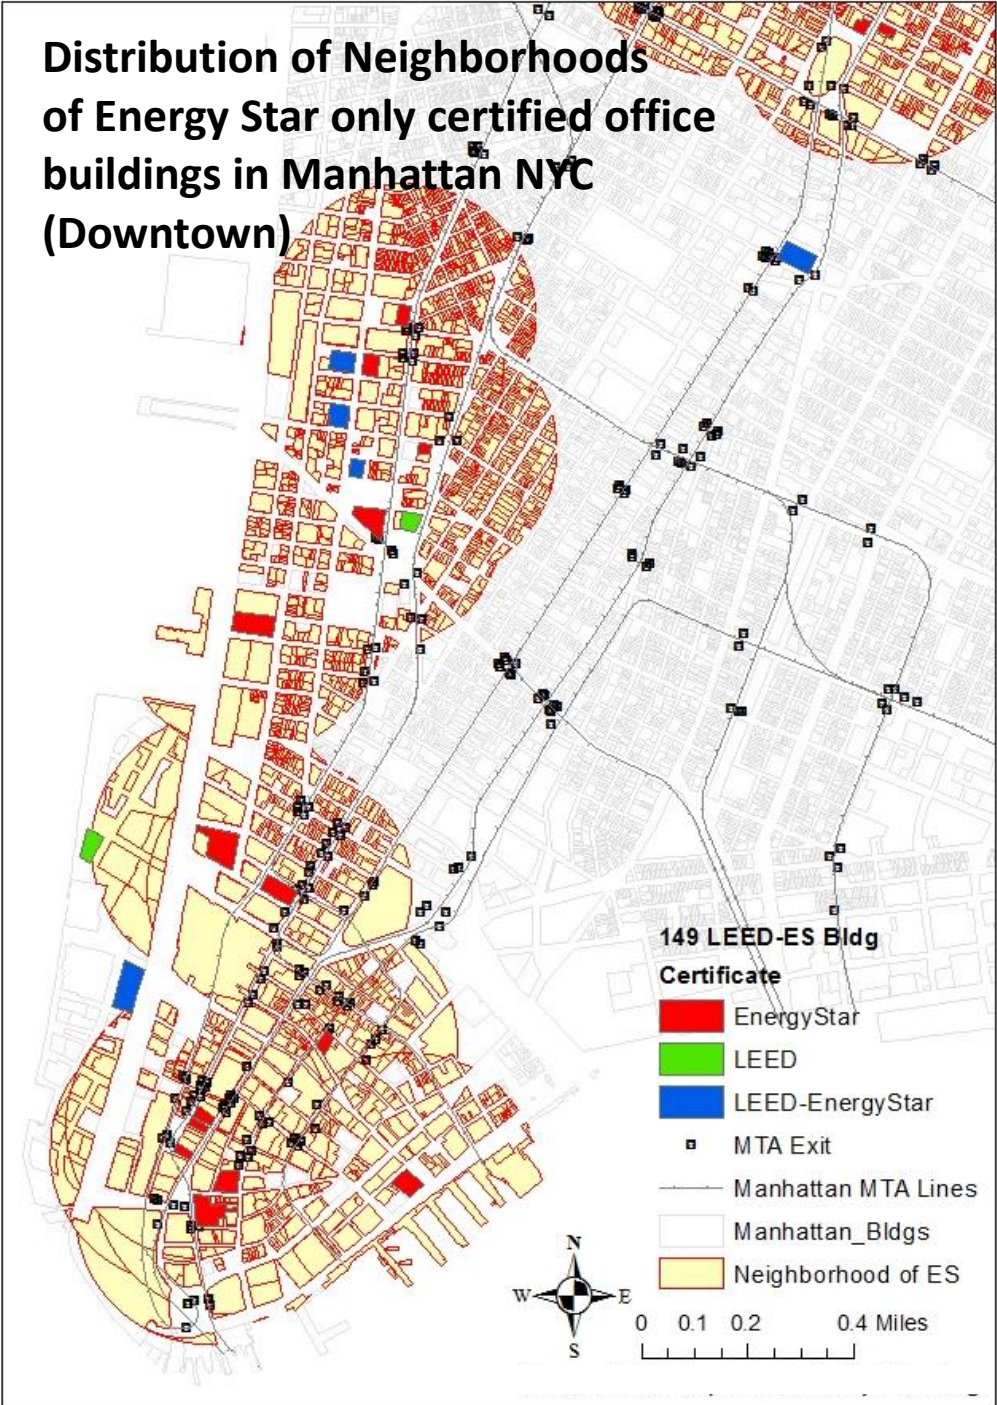 Distribution of Neighborhoods
of Energy Star only certified office
buildings in Manhattan NYC
(Downtown)
149 LEED-ES Bldg
Certificate
EnergyStar
LEED
LEED-EnergyStar
MTA Exit
Manhattan MTA Lines
Manhattan_Bldgs
Neighborhood of ES
N
W E
S
0 0.1 0.2 0.4 Miles